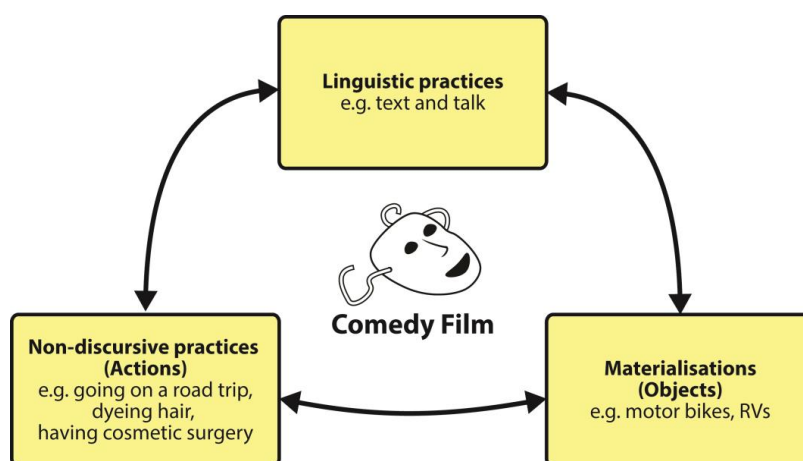 Linguistic practices
e.g. text and talk
Comedy Film
Non-discursive practices
(Actions)
e.g. going on a road trip,
dyeing hair,
having cosmetic surgery
Materialisations
(Objects)
e.g. motor bikes, RVs